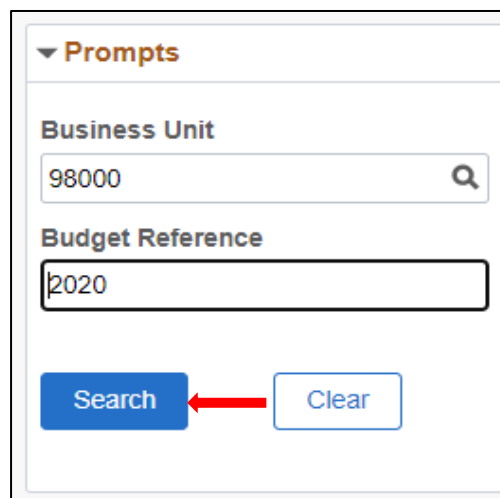 Prompts
Business Unit
98000
Budget Reference
2020
Search Clear